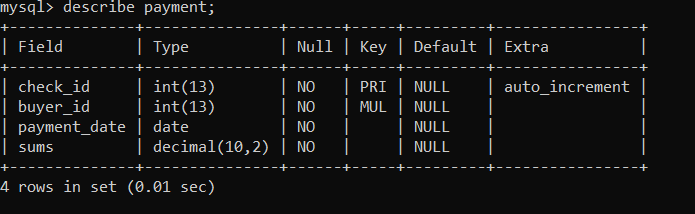 mysql> describe payment;
+--------------+---------------+------+-----+---------+----------------+
| Field        | Type          | Null | Key | Default | Extra          |
+--------------+---------------+------+-----+---------+----------------+
| check_id     | int(13)       | NO   | PRI | NULL    | auto_increment |
| buyer_id     | int(13)       | NO   | MUL | NULL    |                |
| payment_date | date          | NO   |     | NULL    |                |
| sums         | decimal(10,2) | NO   |     | NULL    |                |
+--------------+---------------+------+-----+---------+----------------+
4 rows in set (0.01 sec)